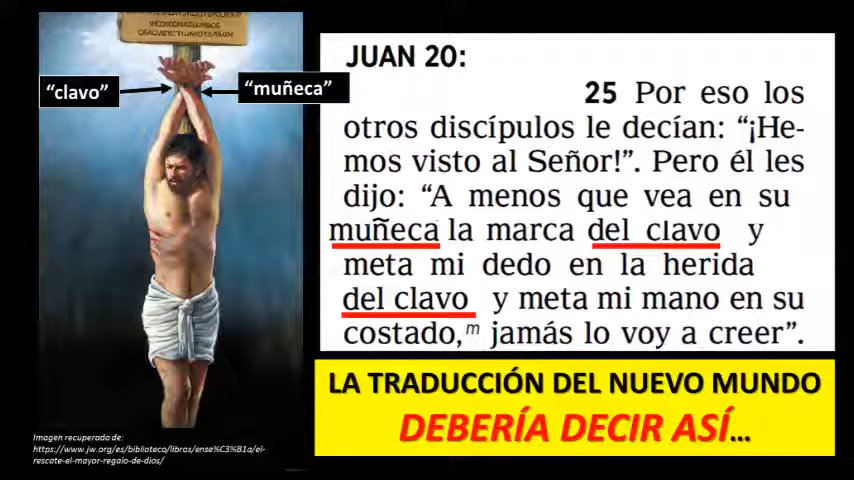 “clavo”
“muñeca”
JUAN 20:
25 Por eso los
otros discípulos le decían: “¡He-
mos visto al Señor!”. Pero él les
dijo: “A menos que vea en su
muñeca la marca del clavo y
meta mi dedo en la herida
del clavo y meta mi mano en su
costado,ᵐ jamás lo voy a creer”.
LA TRADUCCIÓN DEL NUEVO MUNDO
DEBERÍA DECIR ASÍ...
Imagen recuperada de:
https://www.jw.org/es/biblioteca/libros/ense%C3%B1a/el-
rescate-el-mayor-regalo-de-dios/